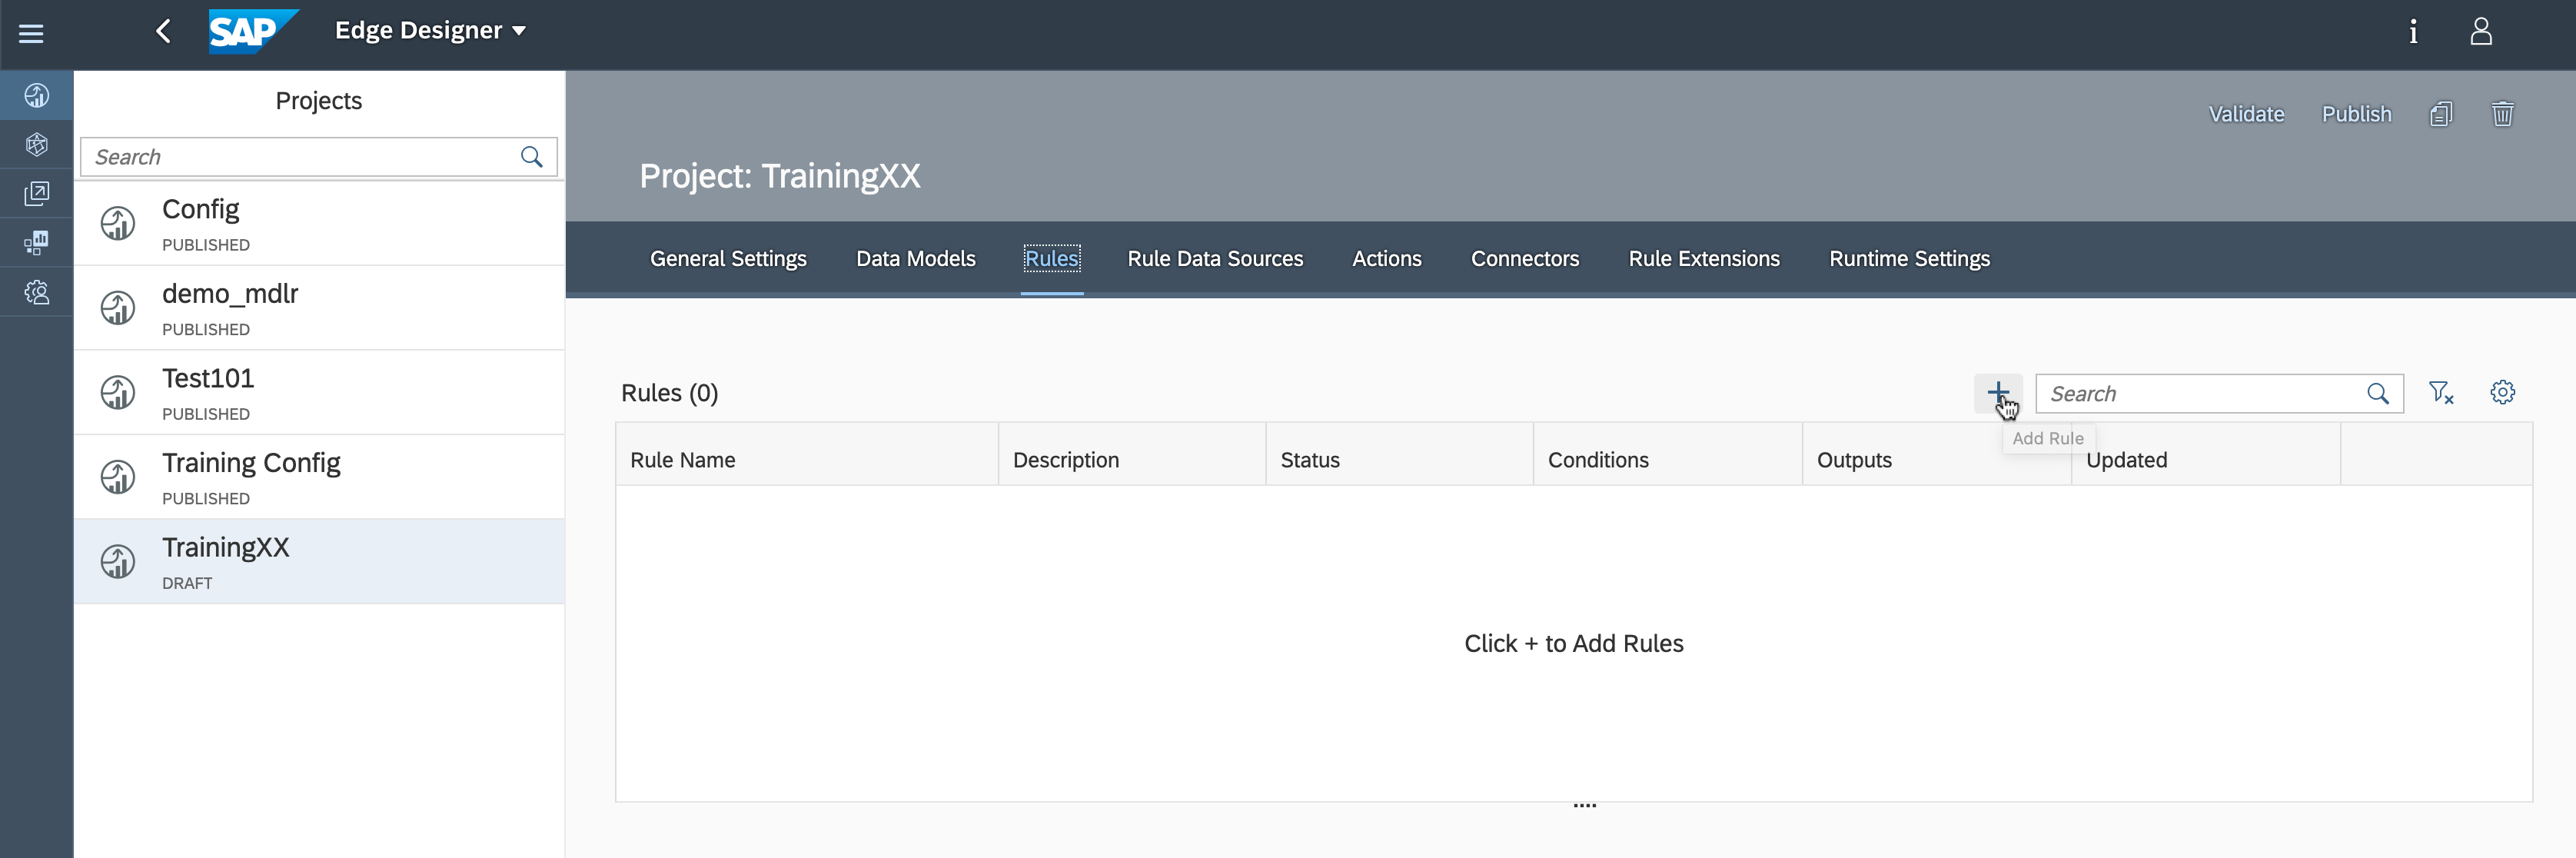 SAP
Edge Designer
Projects
Search
Config
PUBLISHED
demo_mdlr
PUBLISHED
Test101
PUBLISHED
Training Config
PUBLISHED
TrainingXX
DRAFT
Validate Publish
Project: TrainingXX
General Settings Data Models Rules Rule Data Sources Actions Connectors Rule Extensions Runtime Settings
Rules (0)
Search
Add Rule
Rule Name Description Status Conditions Outputs Updated
Click + to Add Rules